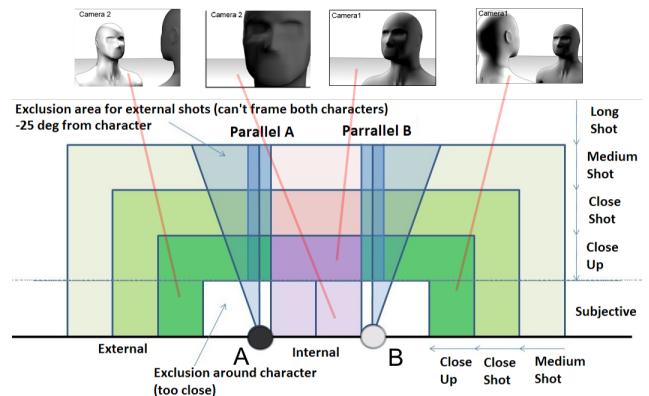 Camera 2
Camera 2
Camera1
Camera1
Exclusion area for external shots (can't frame both characters)
-25 deg from character
Parallel A
Parrallel B
Long
Shot
Medium
Shot
Close
Shot
Close
Up
Subjective
External
A
Internal
B
Exclusion around character
(too close)
Close
Up
Close
Shot
Medium
Shot